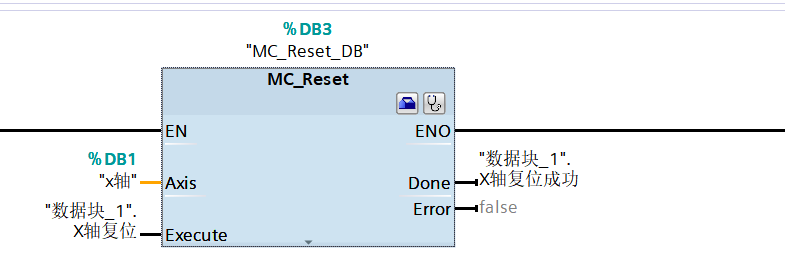 %DB3
"MC_Reset_DB"
MC_Reset
EN
ENO
%DB1
"x轴"
Axis
"数据块_1".
X轴复位
Execute
Done
"数据块_1".
X轴复位成功
Error
false